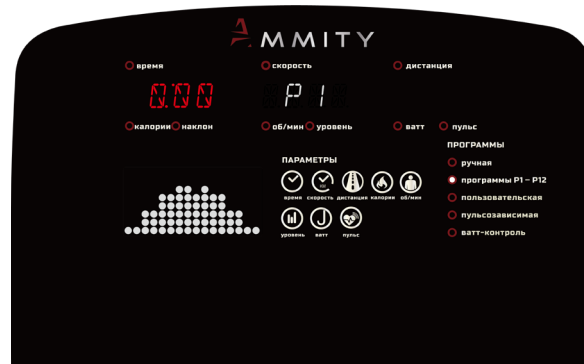 AMMITY
время скорость дистанция
0:00 P1
калории наклон об/мин уровень ватт пульс
ПРОГРАММЫ
ручная
программы P1 – P12
пользовательская
пульсозависимая
ватт-контроль
ПАРАМЕТРЫ
время скорость дистанция калории об/мин
уровень ватт пульс